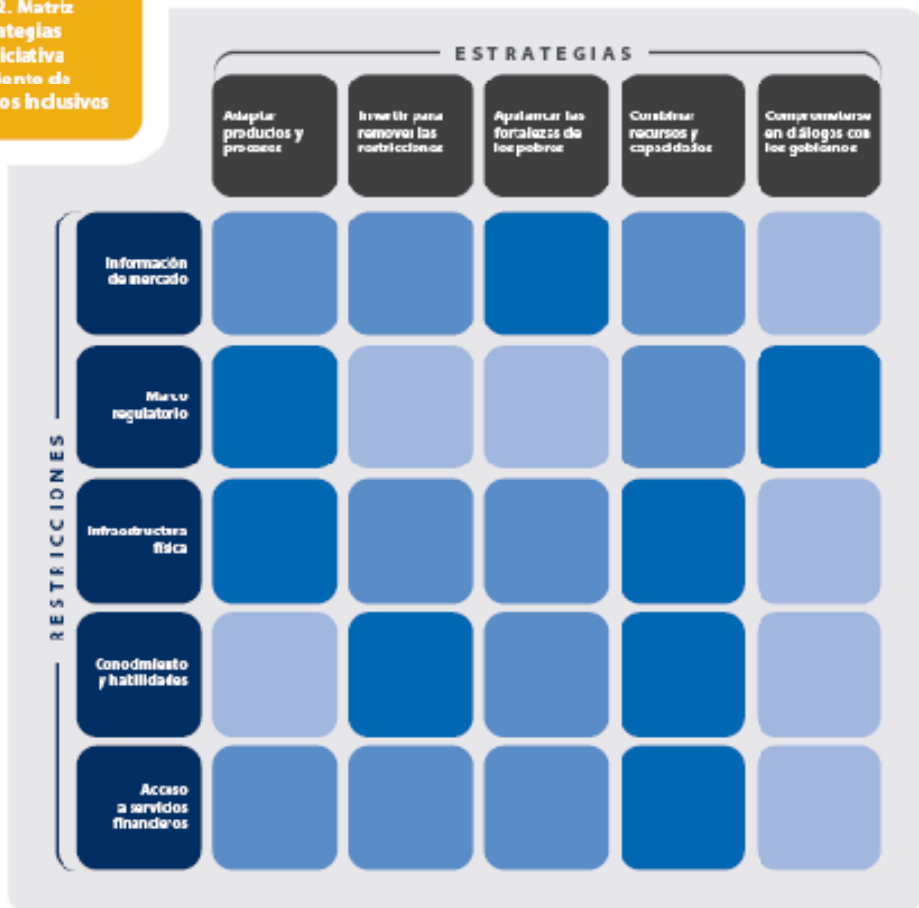 2. Matriz
ategias
iciativa
iento de
os Inclusivos
ESTRATEGIAS
Adaptar
productos y
procesos
Invertir para
remover las
restricciones
Apalancar las
fortalezas de
los pobres
Combinar
recursos y
capacidades
Comprometerse
en diálogos con
los gobiernos
RESTRICCIONES
Información
de mercado
Marco
regulatorio
Infraestructura
física
Conocimiento
y habilidades
Acceso
a servicios
financieros